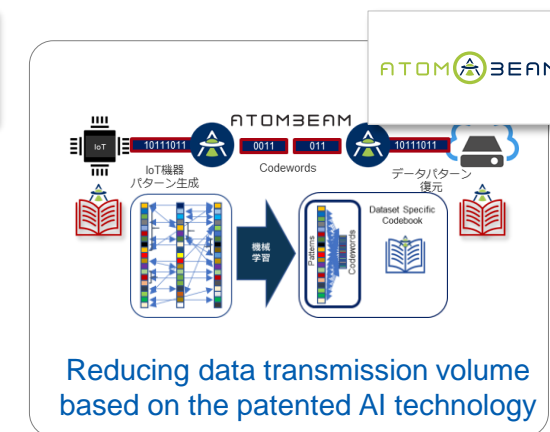 ATOMBEAM
ATOMBEAM
IoT
10111011
0011
011
10111011
IoT機器
パターン生成
Codewords
データパターン
復元
機械
学習
Patterns
Codewords
Dataset Specific
Codebook
Reducing data transmission volume
based on the patented AI technology